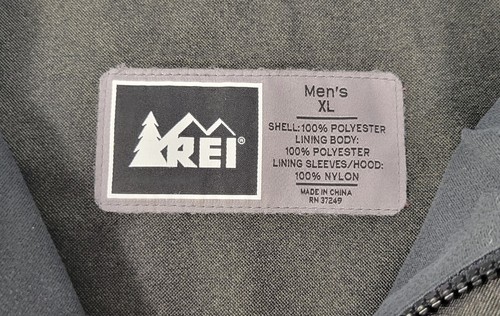 REI®
Men's
XL
SHELL: 100% POLYESTER
LINING BODY:
100% POLYESTER
LINING SLEEVES/HOOD:
100% NYLON
MADE IN CHINA
RN 37249